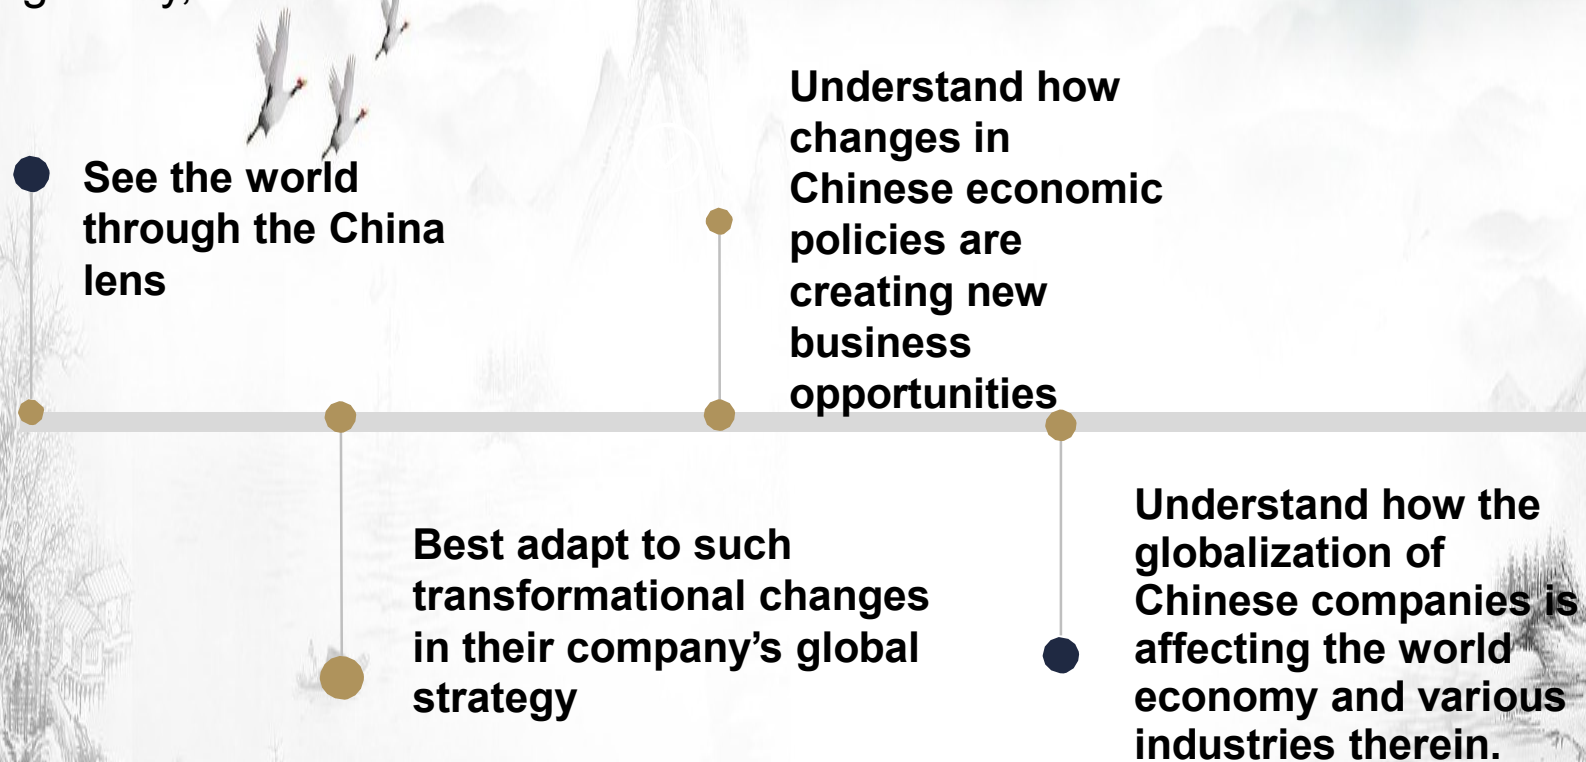 See the world
through the China
lens
Best adapt to such
transformational changes
in their company’s global
strategy
Understand how
changes in
Chinese economic
policies are
creating new
business
opportunities
Understand how the
globalization of
Chinese companies is
affecting the world
economy and various
industries therein.